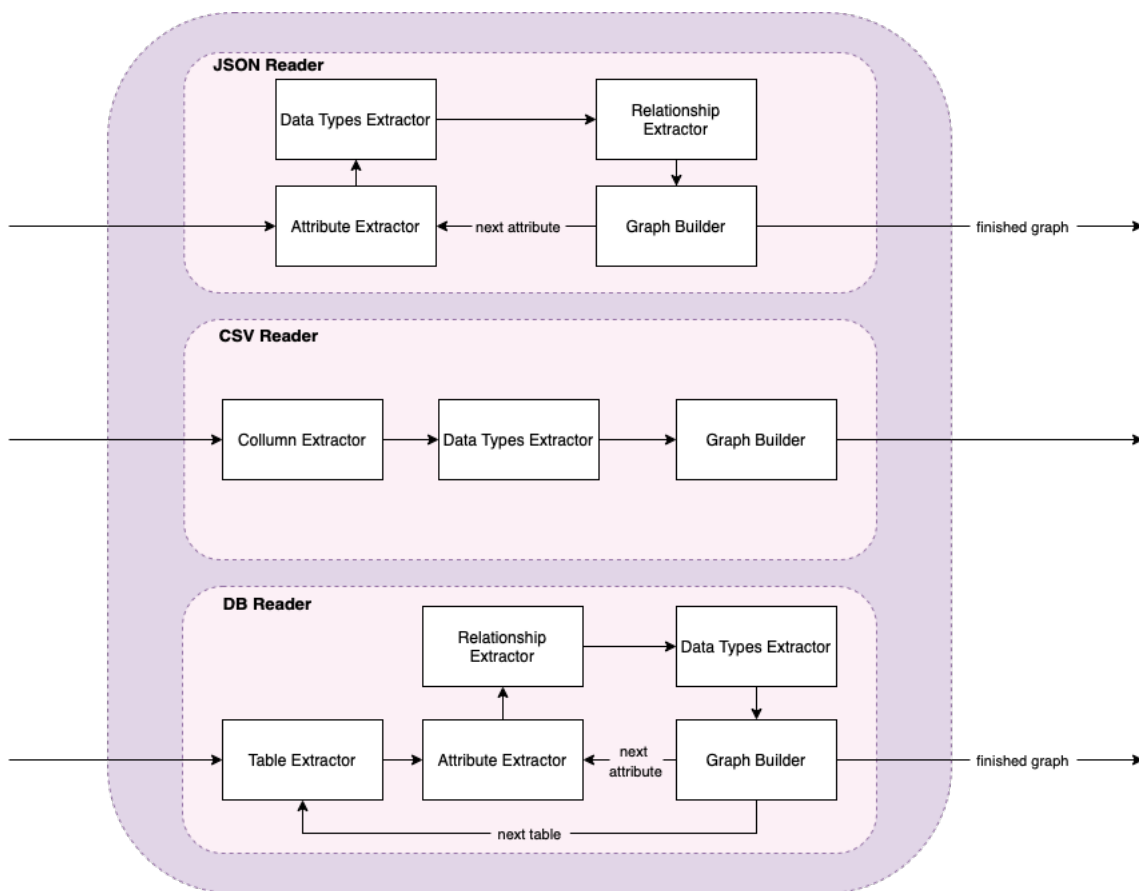 JSON Reader
Data Types Extractor
Relationship
Extractor
Attribute Extractor
next attribute
Graph Builder
finished graph
CSV Reader
Collumn Extractor
Data Types Extractor
Graph Builder
DB Reader
Relationship
Extractor
Data Types Extractor
Table Extractor
Attribute Extractor
next
attribute
Graph Builder
finished graph
next table